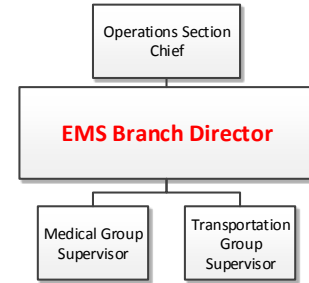 Operations Section
Chief
EMS Branch Director
Medical Group
Supervisor
Transportation
Group
Supervisor